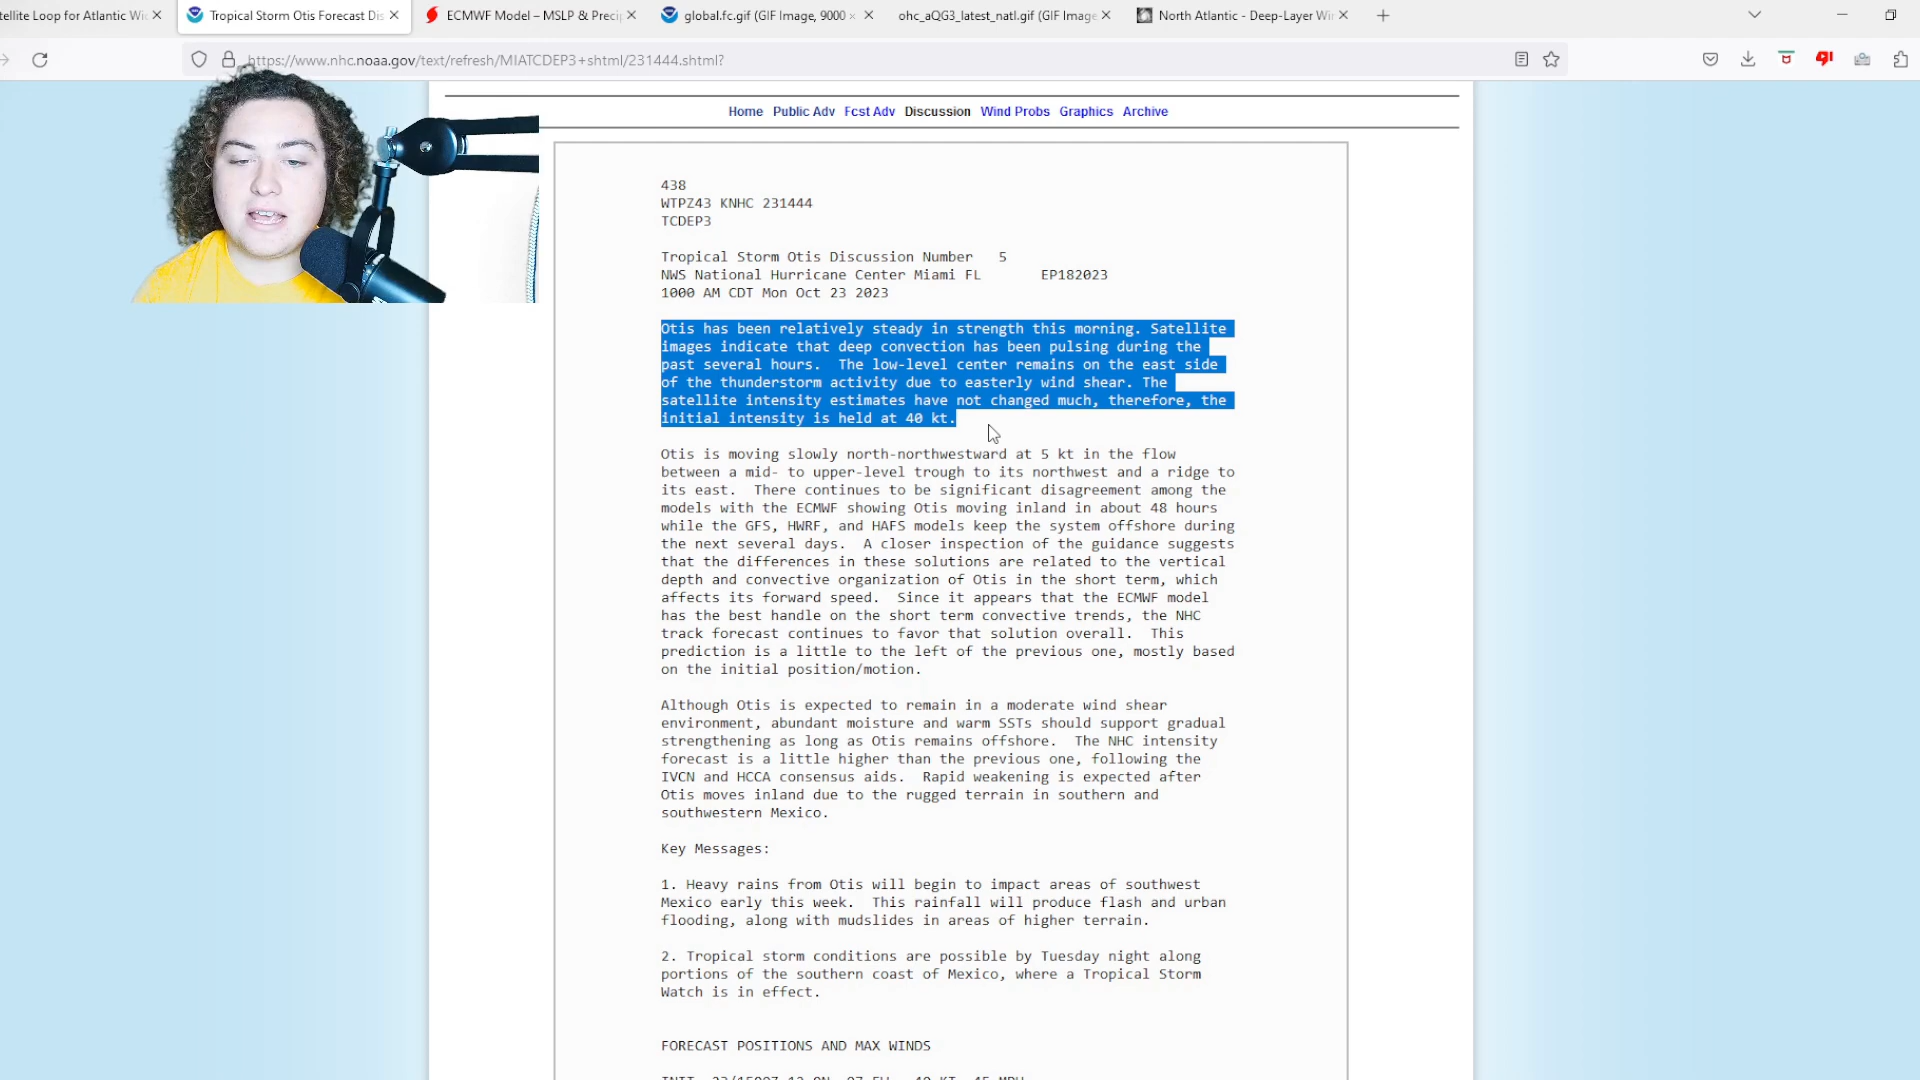 tellite Loop for Atlantic Wi
Tropical Storm Otis Forecast Dis
ECMWF Model – MSLP & Precip
global.fc.gif (GIF Image, 9000 ×
ohc_aQG3_latest_natl.gif (GIF Image
North Atlantic - Deep-Layer Wi
https://www.nhc.noaa.gov/text/refresh/MIATCDEP3+shtml/231444.shtml?
Home Public Adv Fcst Adv Discussion Wind Probs Graphics Archive
438
WTPZ43 KNHC 231444
TCDEP3
Tropical Storm Otis Discussion Number 5
NWS National Hurricane Center Miami FL EP182023
1000 AM CDT Mon Oct 23 2023
Otis has been relatively steady in strength this morning. Satellite
images indicate that deep convection has been pulsing during the
past several hours. The low-level center remains on the east side
of the thunderstorm activity due to easterly wind shear. The
satellite intensity estimates have not changed much, therefore, the
initial intensity is held at 40 kt.
Otis is moving slowly north-northwestward at 5 kt in the flow
between a mid- to upper-level trough to its northwest and a ridge to
its east. There continues to be significant disagreement among the
models with the ECMWF showing Otis moving inland in about 48 hours
while the GFS, HWRF, and HAFS models keep the system offshore during
the next several days. A closer inspection of the guidance suggests
that the differences in these solutions are related to the vertical
depth and convective organization of Otis in the short term, which
affects its forward speed. Since it appears that the ECMWF model
has the best handle on the short term convective trends, the NHC
track forecast continues to favor that solution overall. This
prediction is a little to the left of the previous one, mostly based
on the initial position/motion.
Although Otis is expected to remain in a moderate wind shear
environment, abundant moisture and warm SSTs should support gradual
strengthening as long as Otis remains offshore. The NHC intensity
forecast is a little higher than the previous one, following the
IVCN and HCCA consensus aids. Rapid weakening is expected after
Otis moves inland due to the rugged terrain in southern and
southwestern Mexico.
Key Messages:
1. Heavy rains from Otis will begin to impact areas of southwest
Mexico early this week. This rainfall will produce flash and urban
flooding, along with mudslides in areas of higher terrain.
2. Tropical storm conditions are possible by Tuesday night along
portions of the southern coast of Mexico, where a Tropical Storm
Watch is in effect.
FORECAST POSITIONS AND MAX WINDS